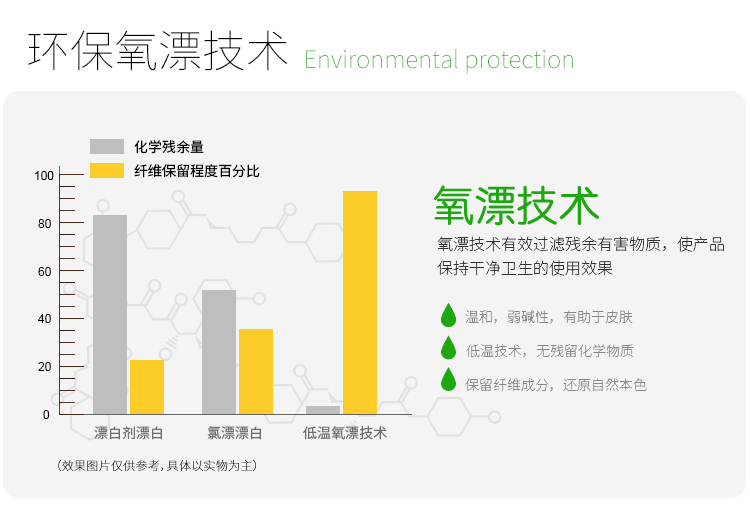 环保氧漂技术 Environmental protection
化学残余量
纤维保留程度百分比
100
80
60
40
20
0
漂白剂漂白 氯漂漂白 低温氧漂技术
（效果图片仅供参考，具体以实物为主）
氧漂技术
氧漂技术有效过滤残余有害物质，使产品
保持干净卫生的使用效果
温和，弱碱性，有助于皮肤
低温技术，无残留化学物质
保留纤维成分，还原自然本色